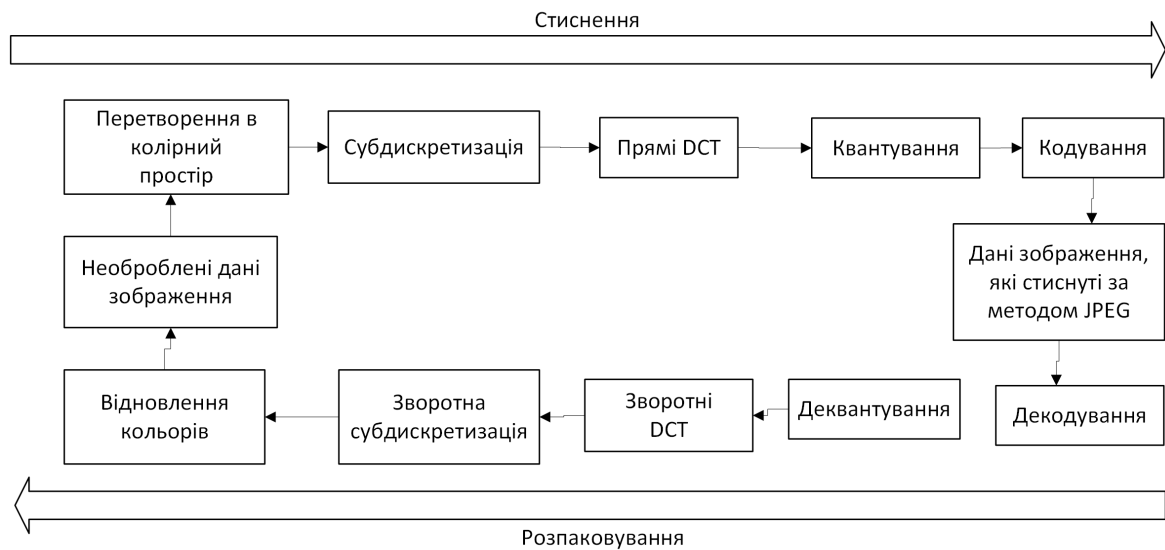 Стиснення
Перетворення в
колірний
простір
Субдискретизація
Прямі DCT
Квантування
Кодування
Необроблені дані
зображення
Дані зображення,
які стиснуті за
методом JPEG
Відновлення
кольорів
Зворотна
субдискретизація
Зворотні
DCT
Деквантування
Декодування
Розпаковування